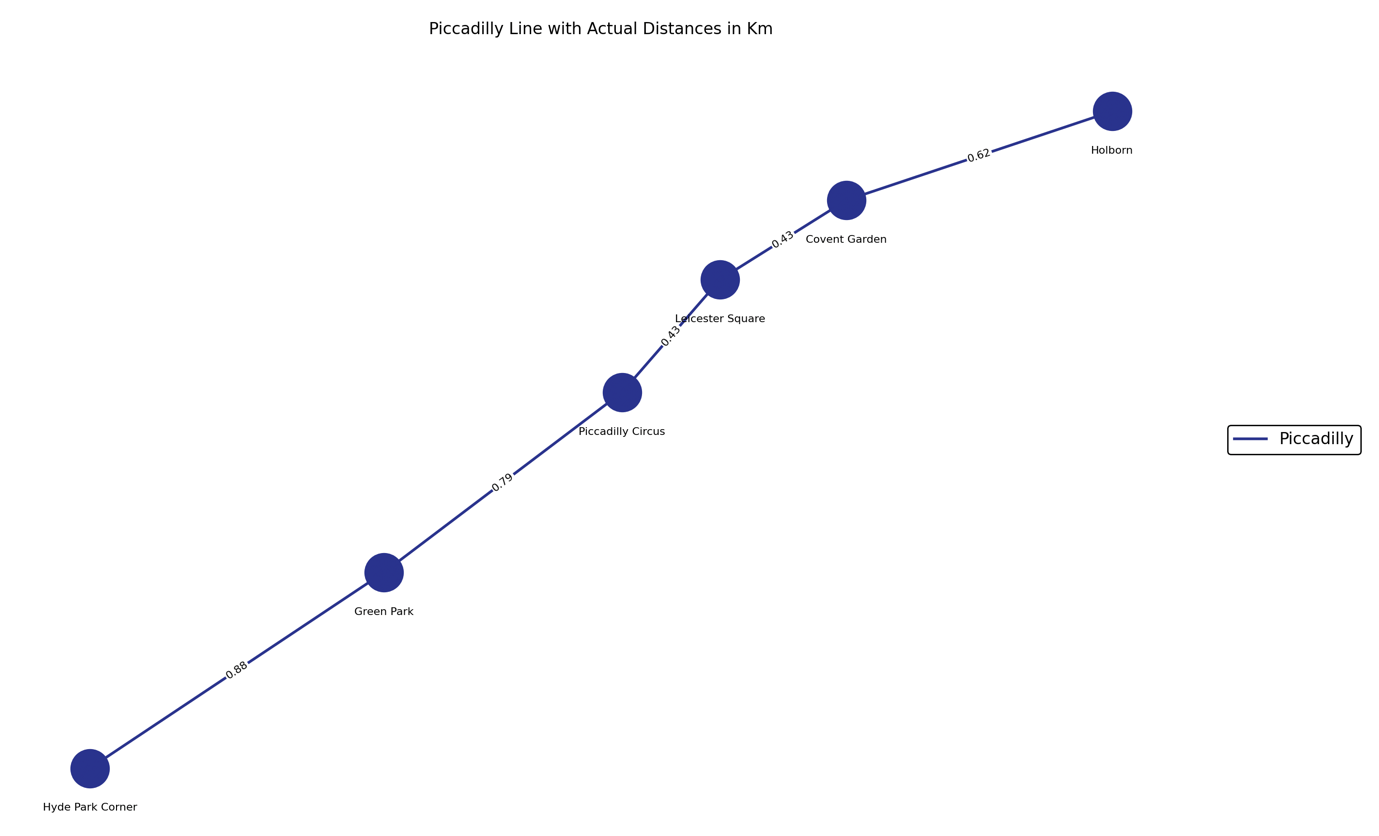 Piccadilly Line with Actual Distances in Km
Holborn
0.62
Covent Garden
0.43
Leicester Square
0.43
Piccadilly Circus
Piccadilly
0.79
Green Park
0.88
Hyde Park Corner